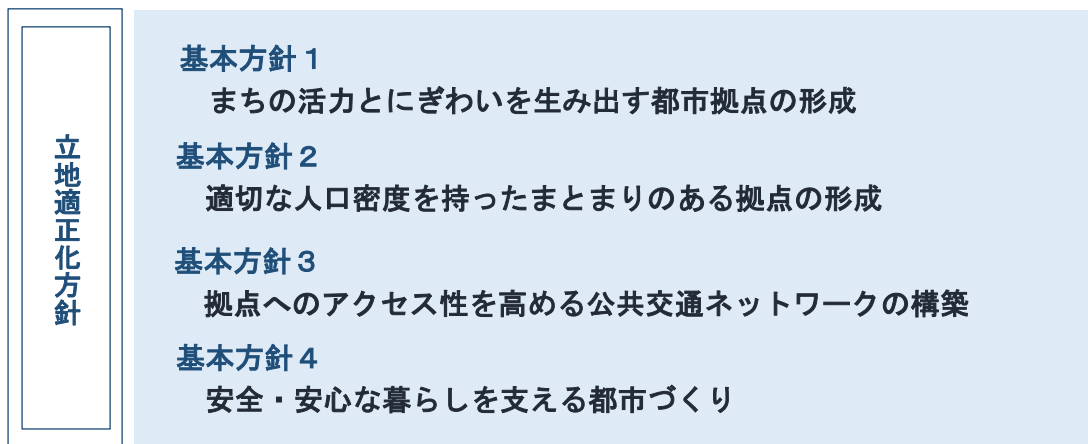 立地適正化方針
基本方針１
まちの活力とにぎわいを生み出す都市拠点の形成
基本方針２
適切な人口密度を持ったまとまりのある拠点の形成
基本方針３
拠点へのアクセス性を高める公共交通ネットワークの構築
基本方針４
安全・安心な暮らしを支える都市づくり